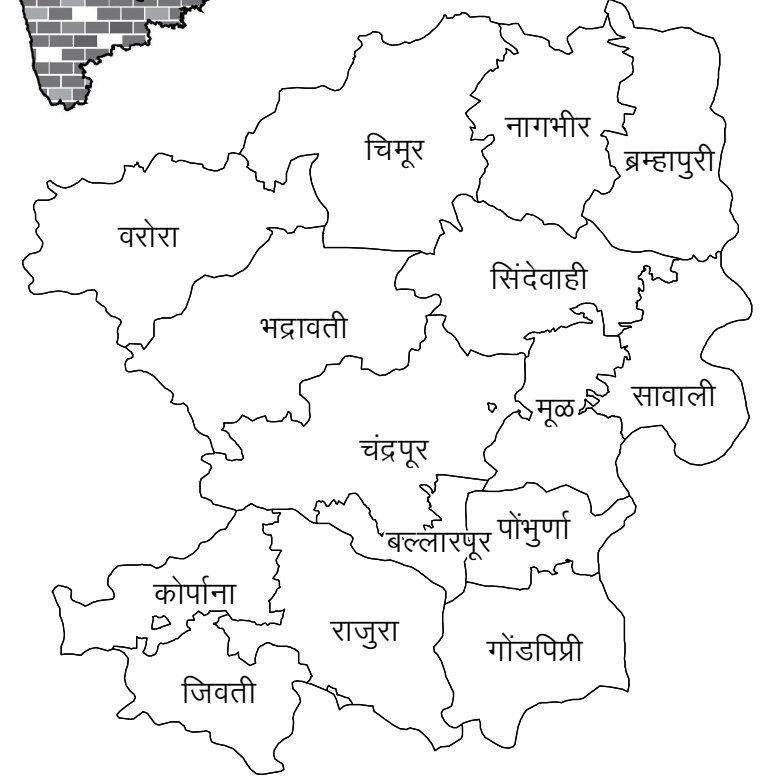 नागभीर
चिमूर
ब्रम्हापुरी
वरोरा
सिंदेवाही
भद्रावती
सावाली
मूळ
चंद्रपूर
पोंभुर्णा
बल्लारपूर
कोर्पाना
राजुरा
गोंडपिप्री
जिवती